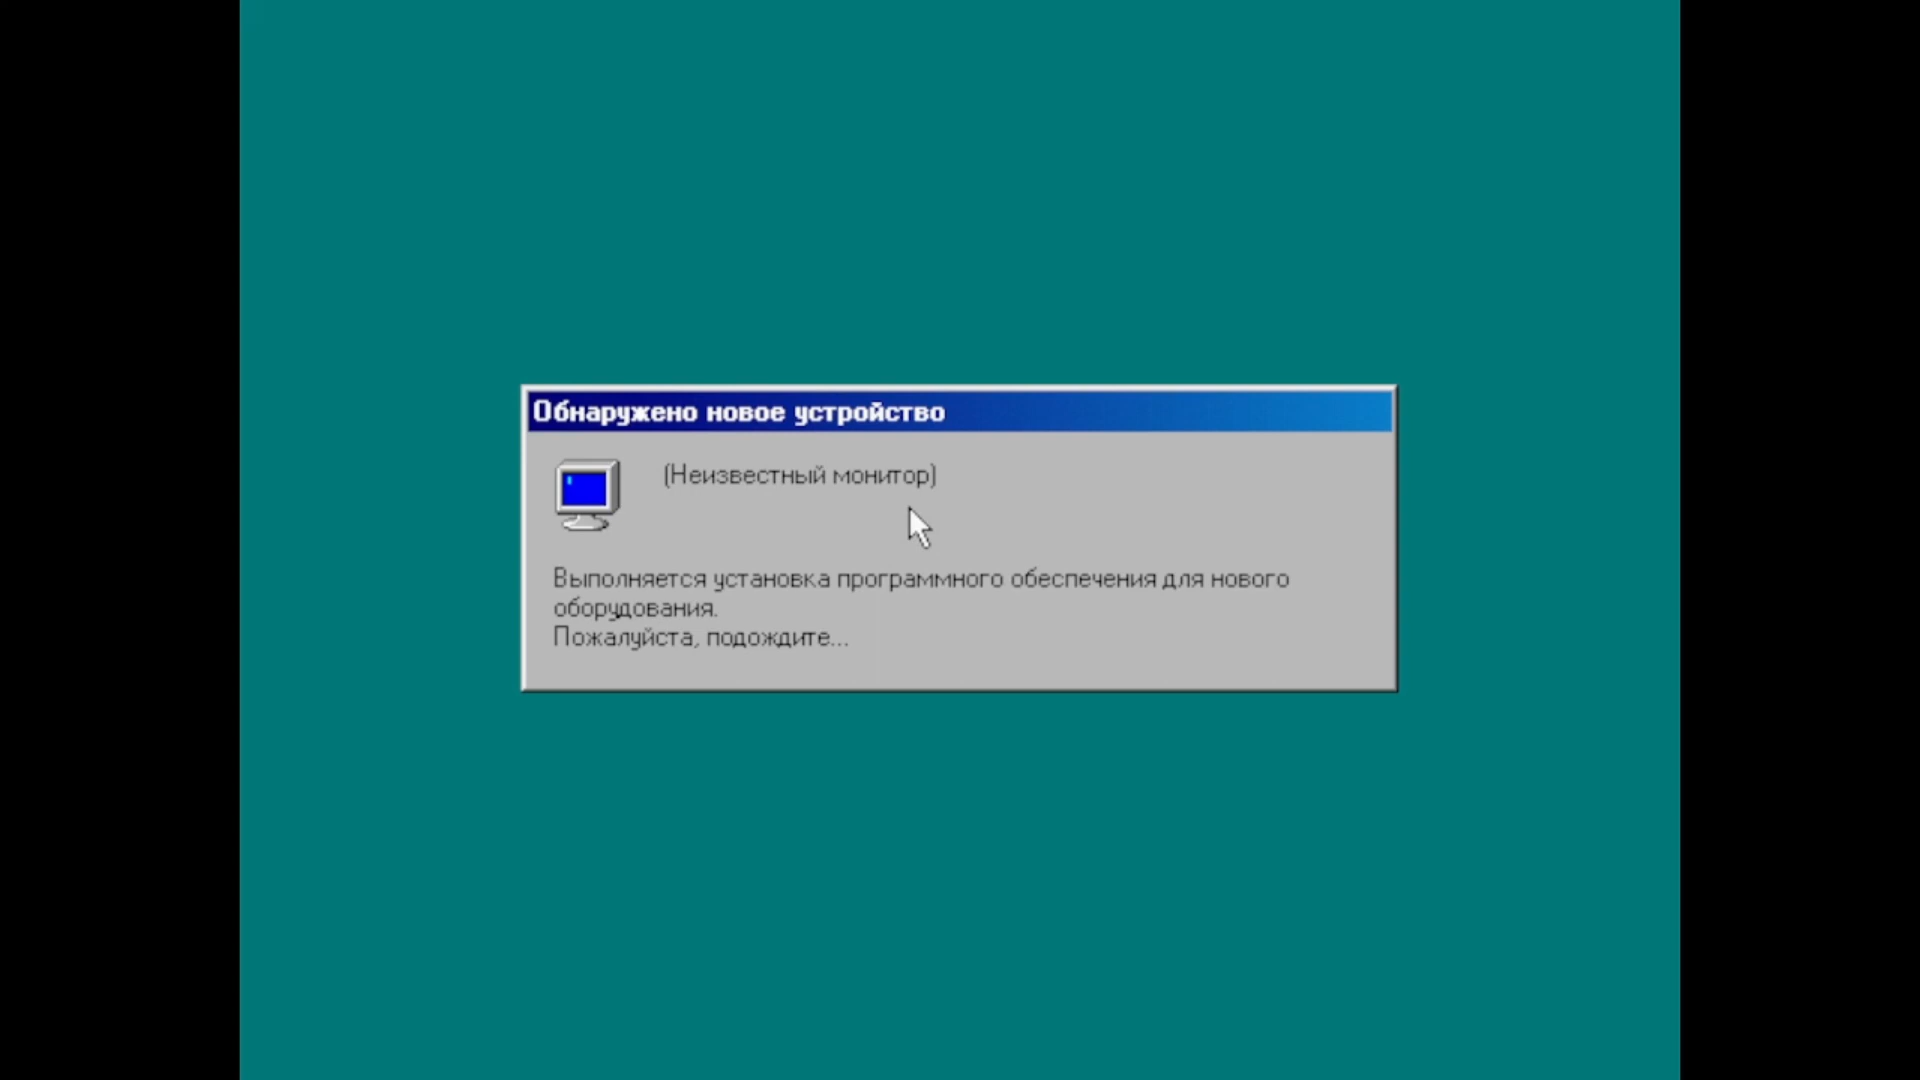 Обнаружено новое устройство
(Неизвестный монитор)
Выполняется установка программного обеспечения для нового
оборудования.
Пожалуйста, подождите...